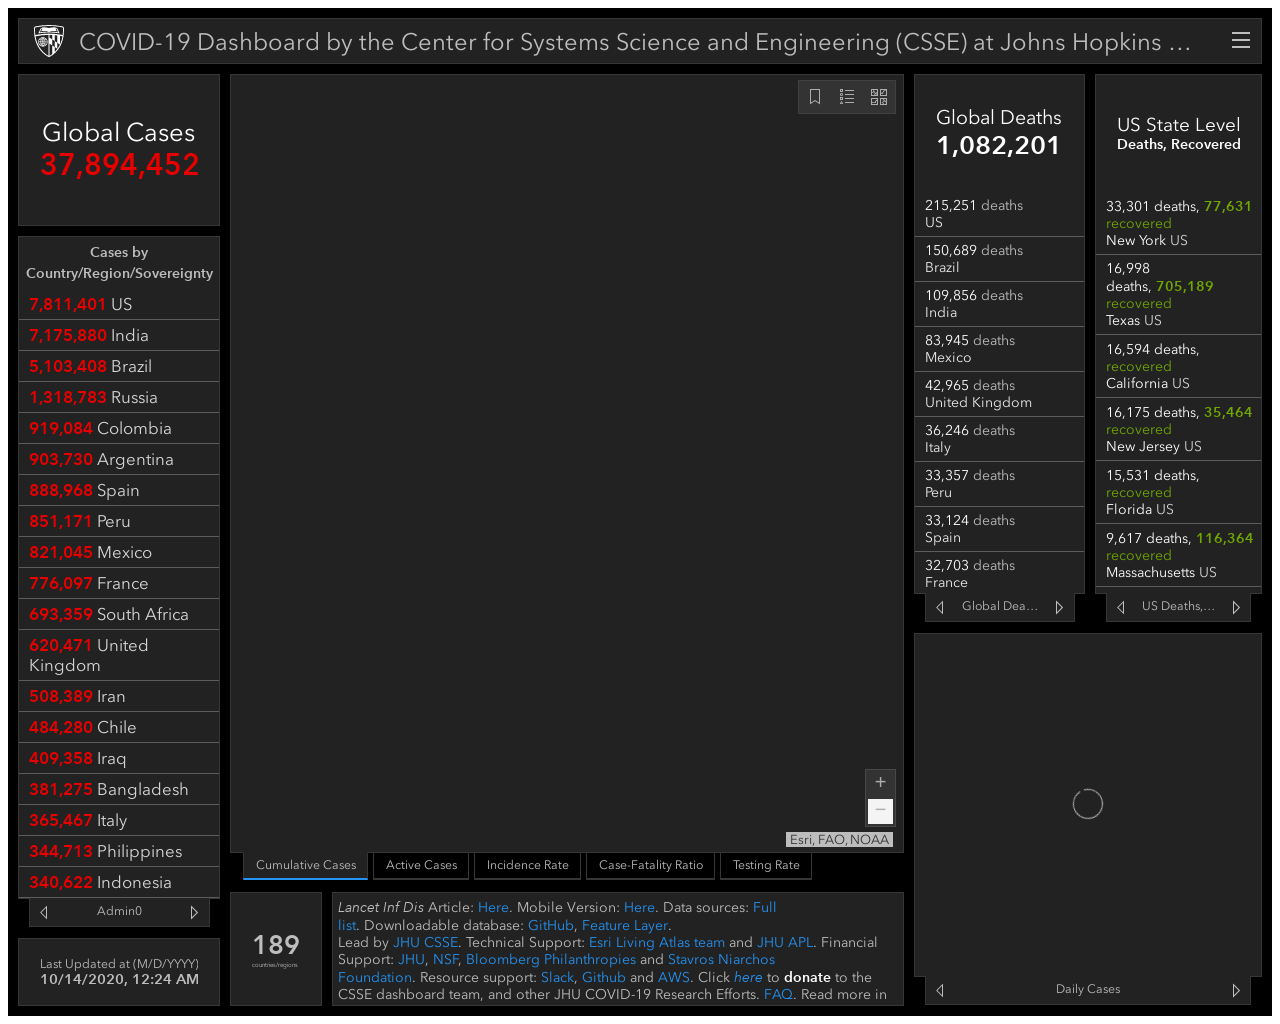 COVID-19 Dashboard by the Center for Systems Science and Engineering (CSSE) at Johns Hopkins ...
Global Cases
37,894,452
Cases by
Country/Region/Sovereignty
7,811,401 US
7,175,880 India
5,103,408 Brazil
1,318,783 Russia
919,084 Colombia
903,730 Argentina
888,968 Spain
851,171 Peru
821,045 Mexico
776,097 France
693,359 South Africa
620,471 United
Kingdom
508,389 Iran
484,280 Chile
409,358 Iraq
381,275 Bangladesh
365,467 Italy
344,713 Philippines
340,622 Indonesia
Admin0
Last Updated at (M/D/YYYY)
10/14/2020, 12:24 AM
+
−
Esri, FAO, NOAA
Cumulative Cases
Active Cases
Incidence Rate
Case-Fatality Ratio
Testing Rate
189
countries/regions
Lancet Inf Dis Article: Here. Mobile Version: Here. Data sources: Full
list. Downloadable database: GitHub, Feature Layer.
Lead by JHU CSSE. Technical Support: Esri Living Atlas team and JHU APL. Financial
Support: JHU, NSF, Bloomberg Philanthropies and Stavros Niarchos
Foundation. Resource support: Slack, Github and AWS. Click here to donate to the
CSSE dashboard team, and other JHU COVID-19 Research Efforts. FAQ. Read more in
Global Deaths
1,082,201
215,251 deaths
US
150,689 deaths
Brazil
109,856 deaths
India
83,945 deaths
Mexico
42,965 deaths
United Kingdom
36,246 deaths
Italy
33,357 deaths
Peru
33,124 deaths
Spain
32,703 deaths
France
Global Dea...
US State Level
Deaths, Recovered
33,301 deaths, 77,631
recovered
New York US
16,998
deaths, 705,189
recovered
Texas US
16,594 deaths,
recovered
California US
16,175 deaths, 35,464
recovered
New Jersey US
15,531 deaths,
recovered
Florida US
9,617 deaths, 116,364
recovered
Massachusetts US
US Deaths,...
Daily Cases